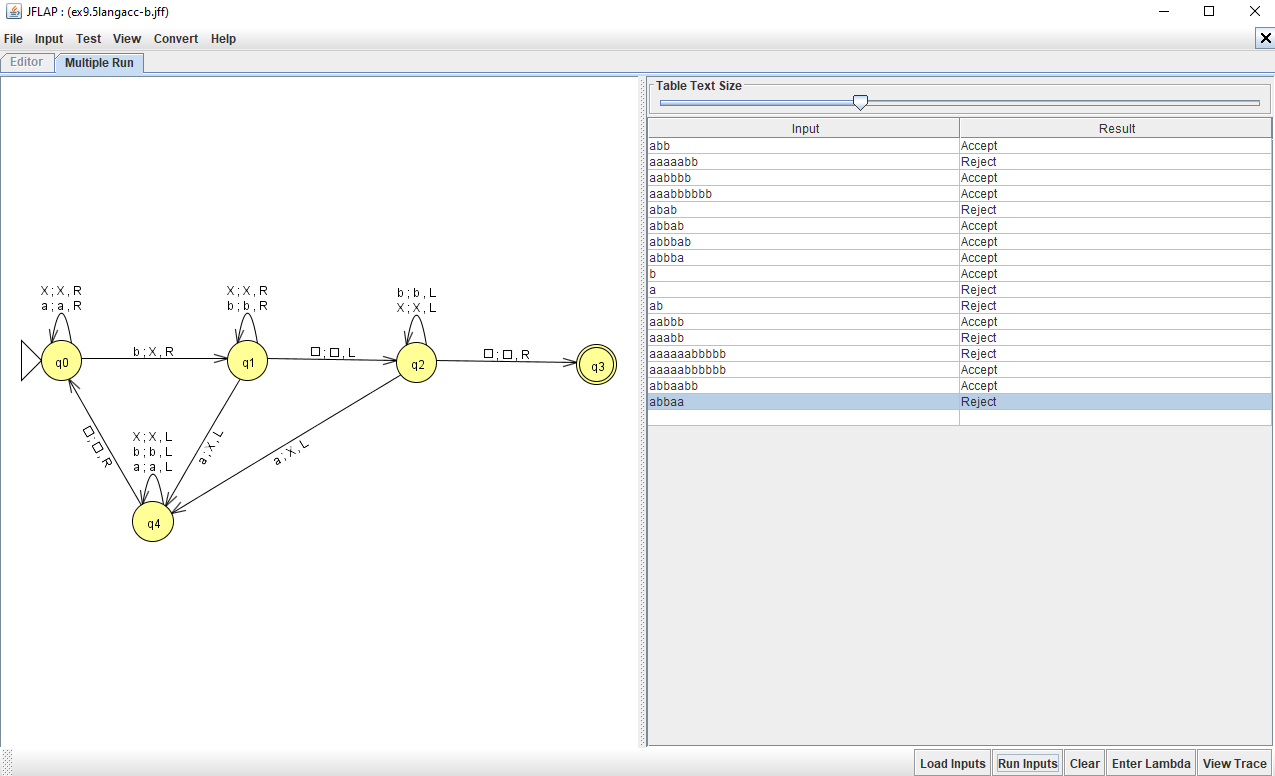 JFLAP : (ex9.5langacc-b.jff)
File Input Test View Convert Help
Editor Multiple Run
Table Text Size
Input Result
abb Accept
aaaaabb Reject
aabbbb Accept
aaabbbbbb Accept
abab Reject
abbab Accept
abbbab Accept
abbba Accept
b Accept
a Reject
ab Reject
aabbb Accept
aaabb Reject
aaaaaabbbbb Reject
aaaaabbbbbb Accept
abbaabb Accept
abbaa Reject
X ; X , R
a ; a , R
X ; X , R
b ; b , R
b ; b , L
X ; X , L
b ; X , R
□ ; □ , L
□ ; □ , R
q0
q1
q2
q3
□ ; □ , R
X ; X , L
b ; b , L
a ; a , L
a ; X , L
a ; X , L
q4
Load Inputs Run Inputs Clear Enter Lambda View Trace